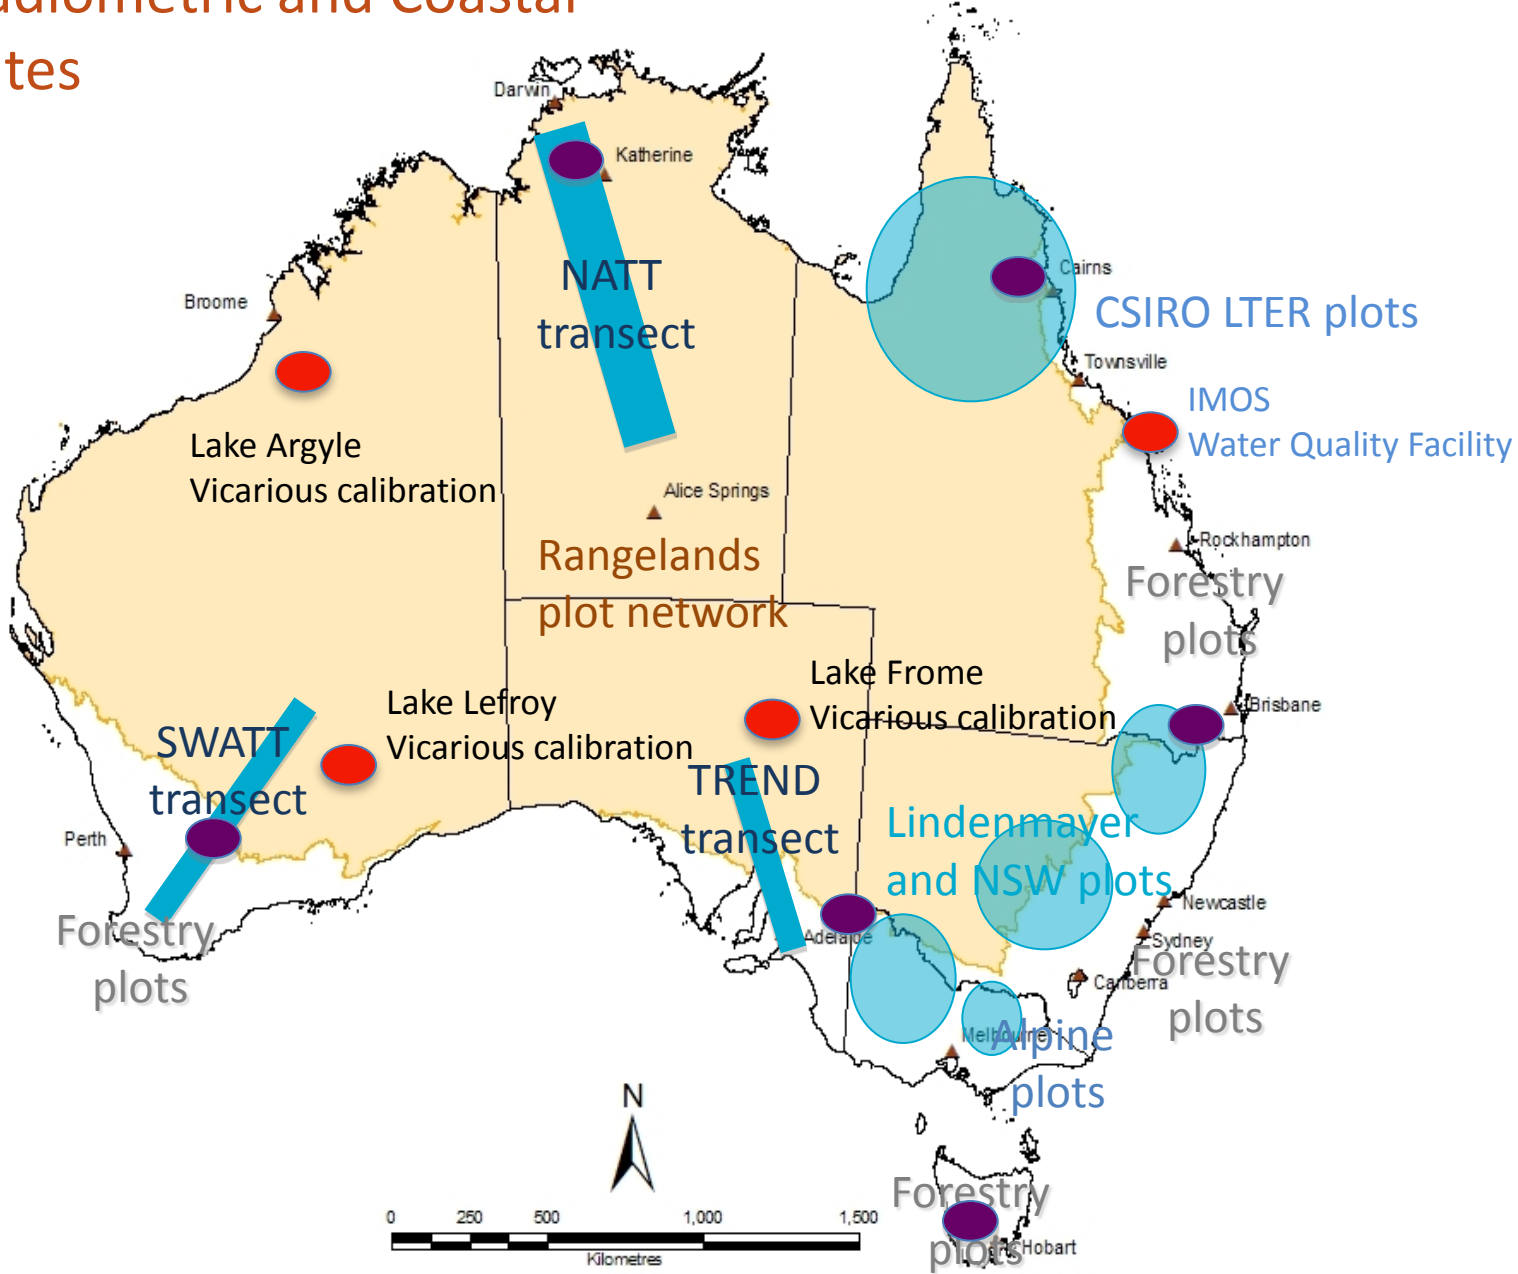 tes
Darwin
Katherine
NATT
transect
Cairns
CSIRO LTER plots
Broome
Townsville
IMOS
Water Quality Facility
Lake Argyle
Vicarious calibration
Alice Springs
Rockhampton
Rangelands
plot network
Forestry
plots
Lake Frome
Vicarious calibration
Lake Lefroy
Vicarious calibration
Brisbane
SWATT
transect
TREND
transect
Lindenmayer
and NSW plots
Perth
Newcastle
Adelaide
Sydney
Forestry
plots
Forestry
plots
Canberra
Melbourne
Alpine
plots
N
Forestry
plots
Hobart
0 250 500 1,000 1,500
Kilometres